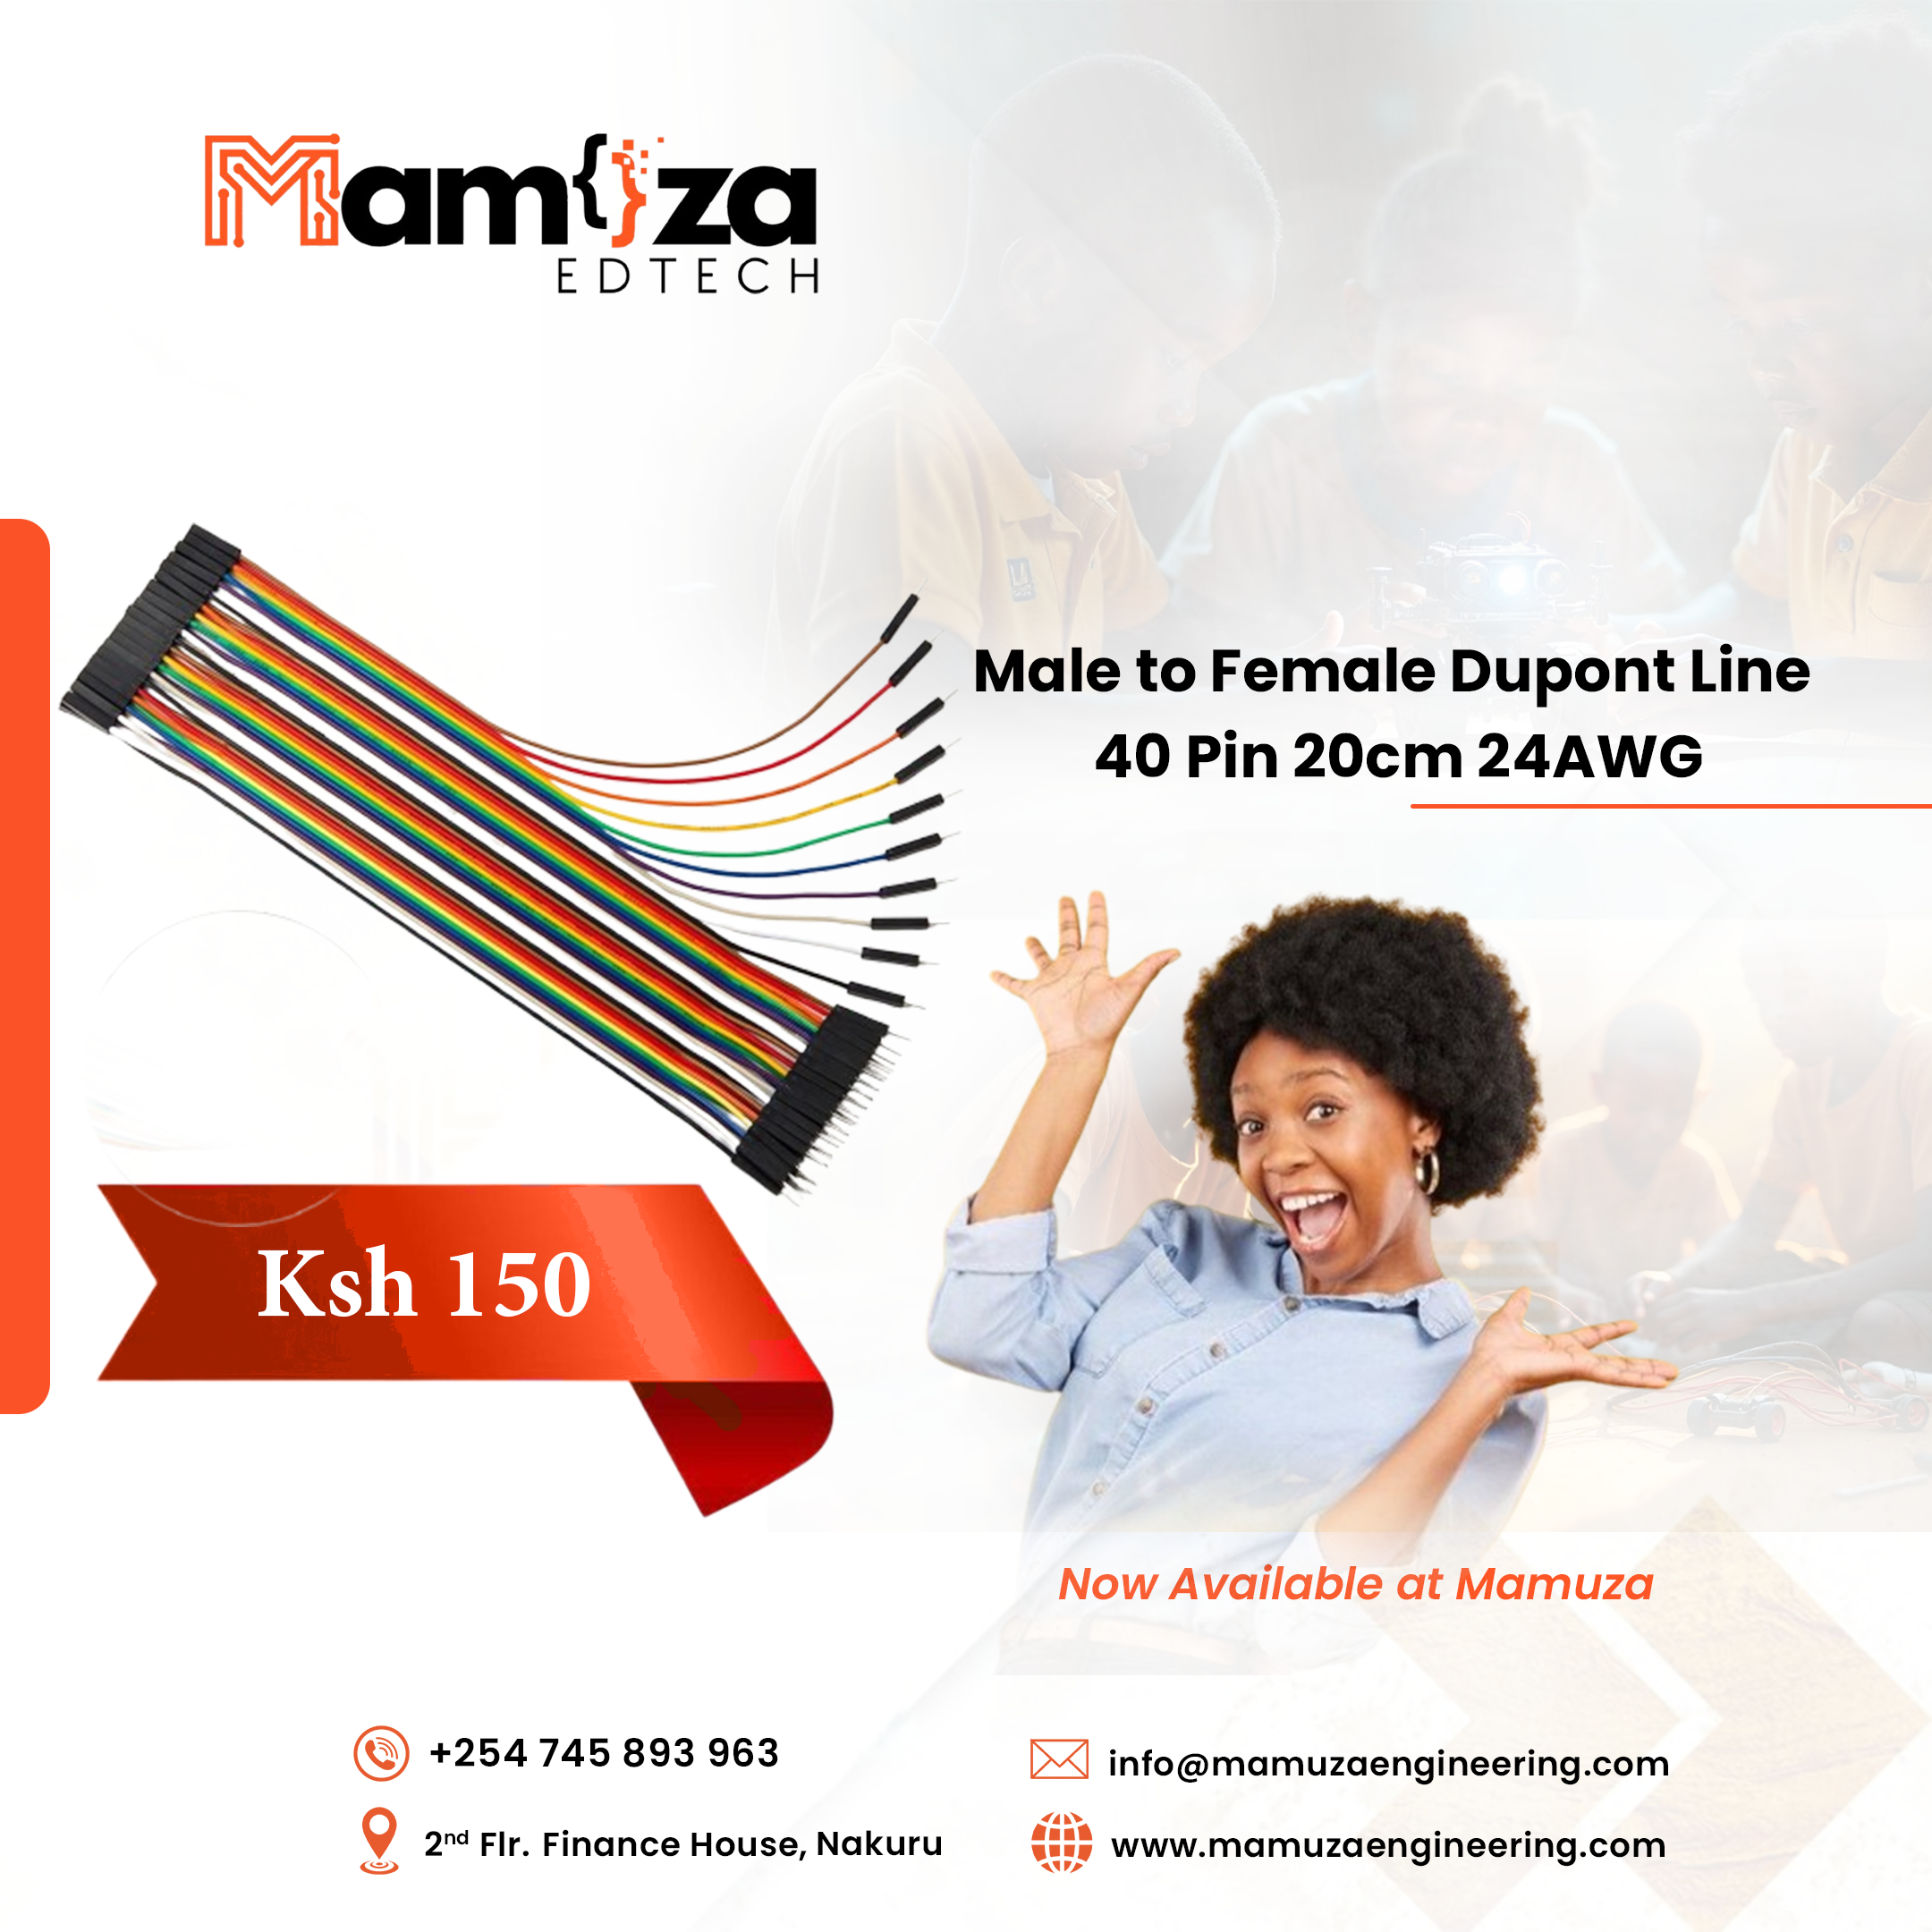 Mam{}za
EDTECH
Male to Female Dupont Line
40 Pin 20cm 24AWG
Ksh 150
Now Available at Mamuza
+254 745 893 963
info@mamuzaengineering.com
2nd Flr. Finance House, Nakuru
www.mamuzaengineering.com